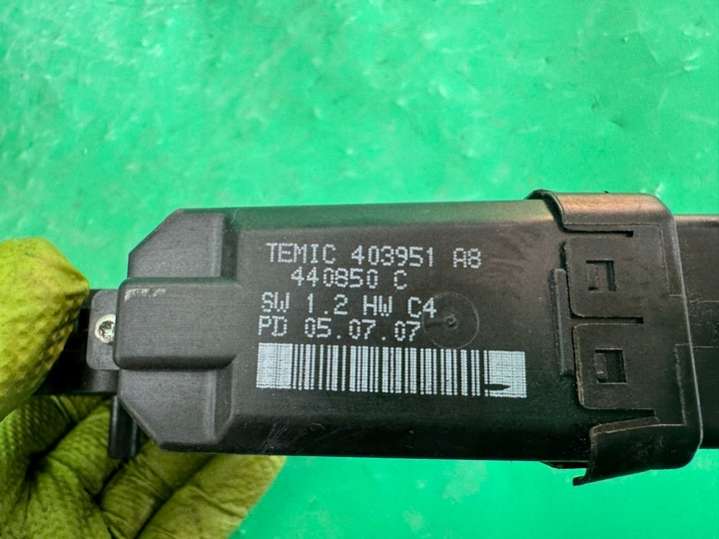 TEMIC 403951 A8
440850 C
SW 1.2 HW C4
PD 05.07.07